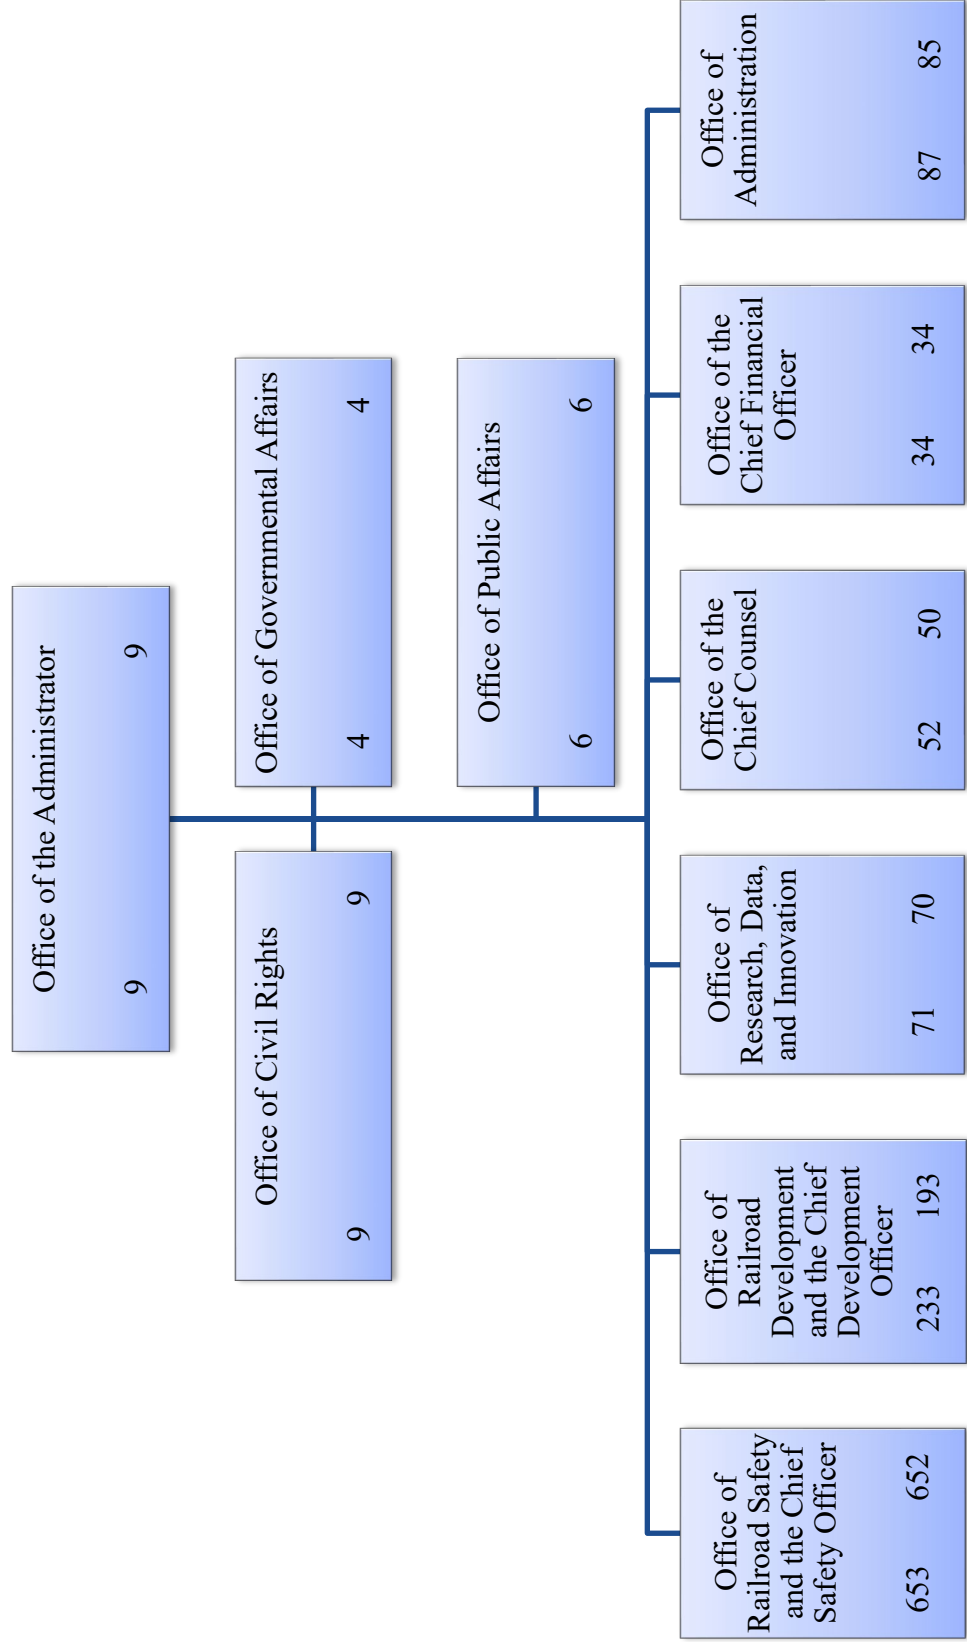 Office of the Administrator
9 9
Office of Civil Rights
9 9
Office of Governmental Affairs
4 4
Office of Public Affairs
6 6
Office of
Railroad Safety
and the Chief
Safety Officer
653 652
Office of
Railroad
Development
and the Chief
Development
Officer
233 193
Office of
Research, Data,
and Innovation
71 70
Office of the
Chief Counsel
52 50
Office of the
Chief Financial
Officer
34 34
Office of
Administration
87 85